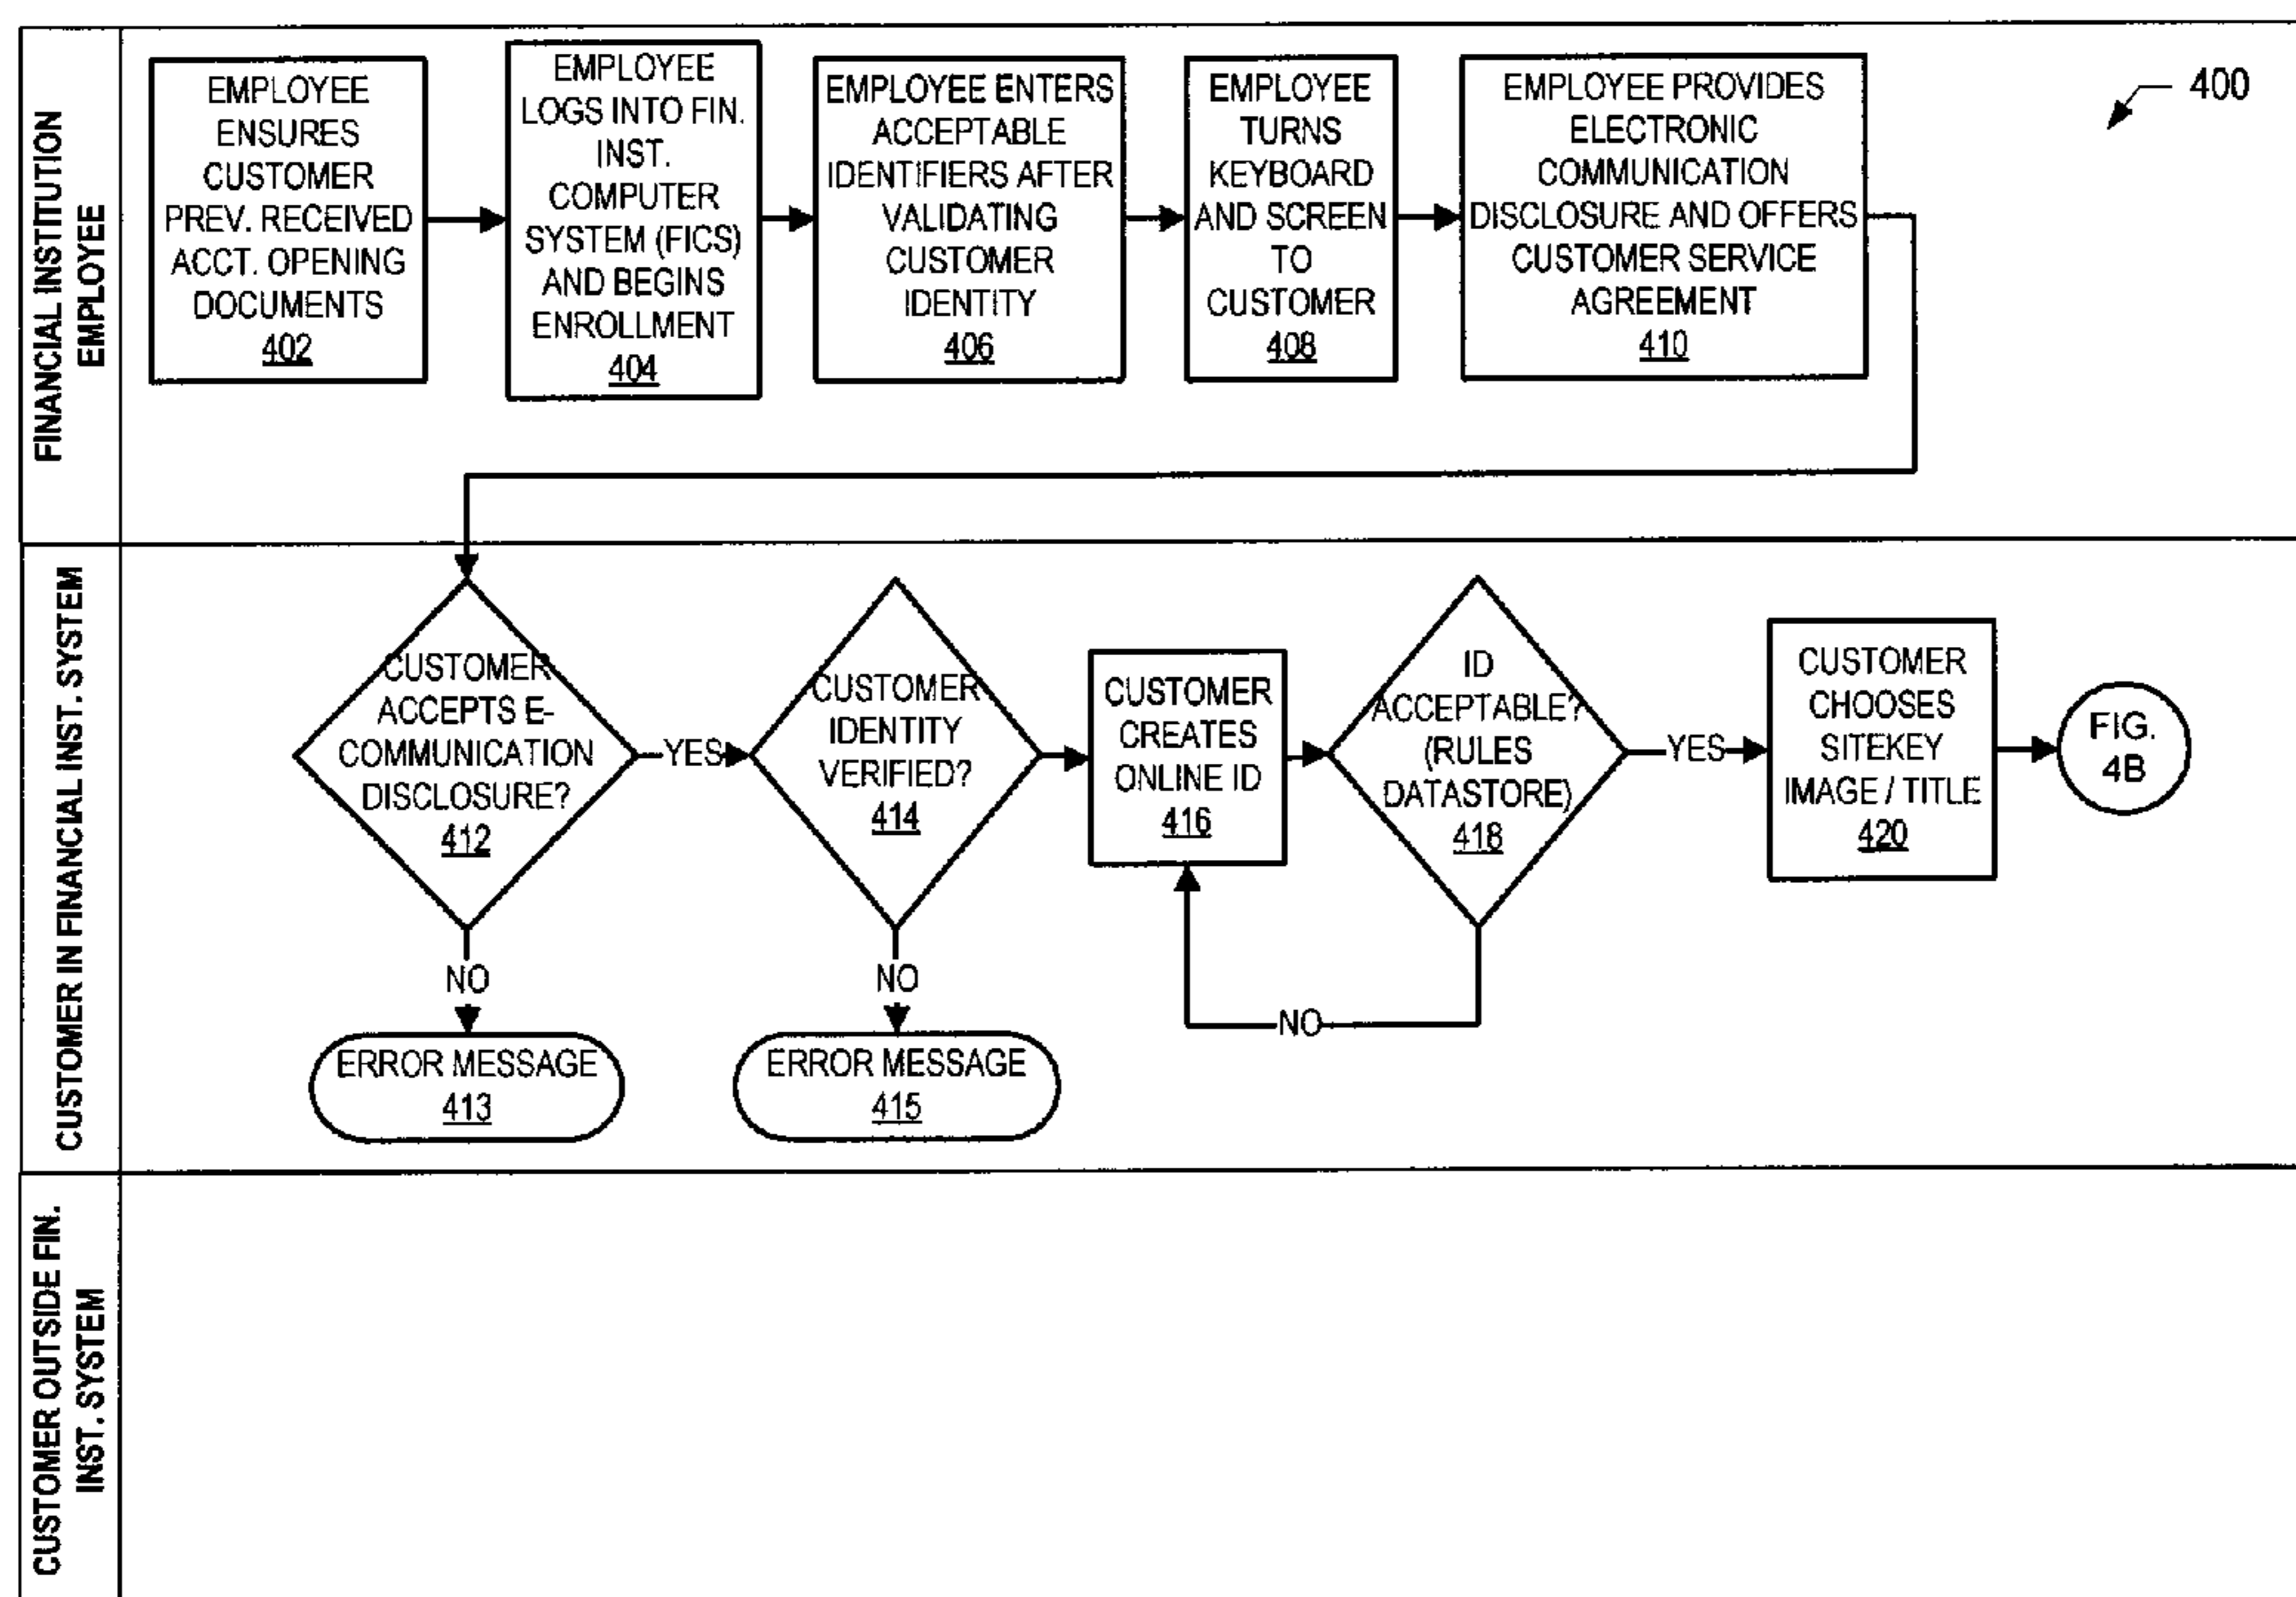 FINANCIAL INSTITUTION
EMPLOYEE
EMPLOYEE
ENSURES
CUSTOMER
PREV. RECEIVED
ACCT. OPENING
DOCUMENTS
402
EMPLOYEE
LOGS INTO FIN.
INST.
COMPUTER
SYSTEM (FICS)
AND BEGINS
ENROLLMENT
404
EMPLOYEE ENTERS
ACCEPTABLE
IDENTIFIERS AFTER
VALIDATING
CUSTOMER
IDENTITY
406
EMPLOYEE
TURNS
KEYBOARD
AND SCREEN
TO
CUSTOMER
408
EMPLOYEE PROVIDES
ELECTRONIC
COMMUNICATION
DISCLOSURE AND OFFERS
CUSTOMER SERVICE
AGREEMENT
410
400
CUSTOMER IN FINANCIAL INST. SYSTEM
CUSTOMER
ACCEPTS E-
COMMUNICATION
DISCLOSURE?
412
YES
NO
ERROR MESSAGE
413
CUSTOMER
IDENTITY
VERIFIED?
414
NO
ERROR MESSAGE
415
CUSTOMER
CREATES
ONLINE ID
416
ID
ACCEPTABLE?
(RULES
DATASTORE)
418
NO
YES
CUSTOMER
CHOOSES
SITEKEY
IMAGE / TITLE
420
FIG.
4B
CUSTOMER OUTSIDE FIN.
INST. SYSTEM